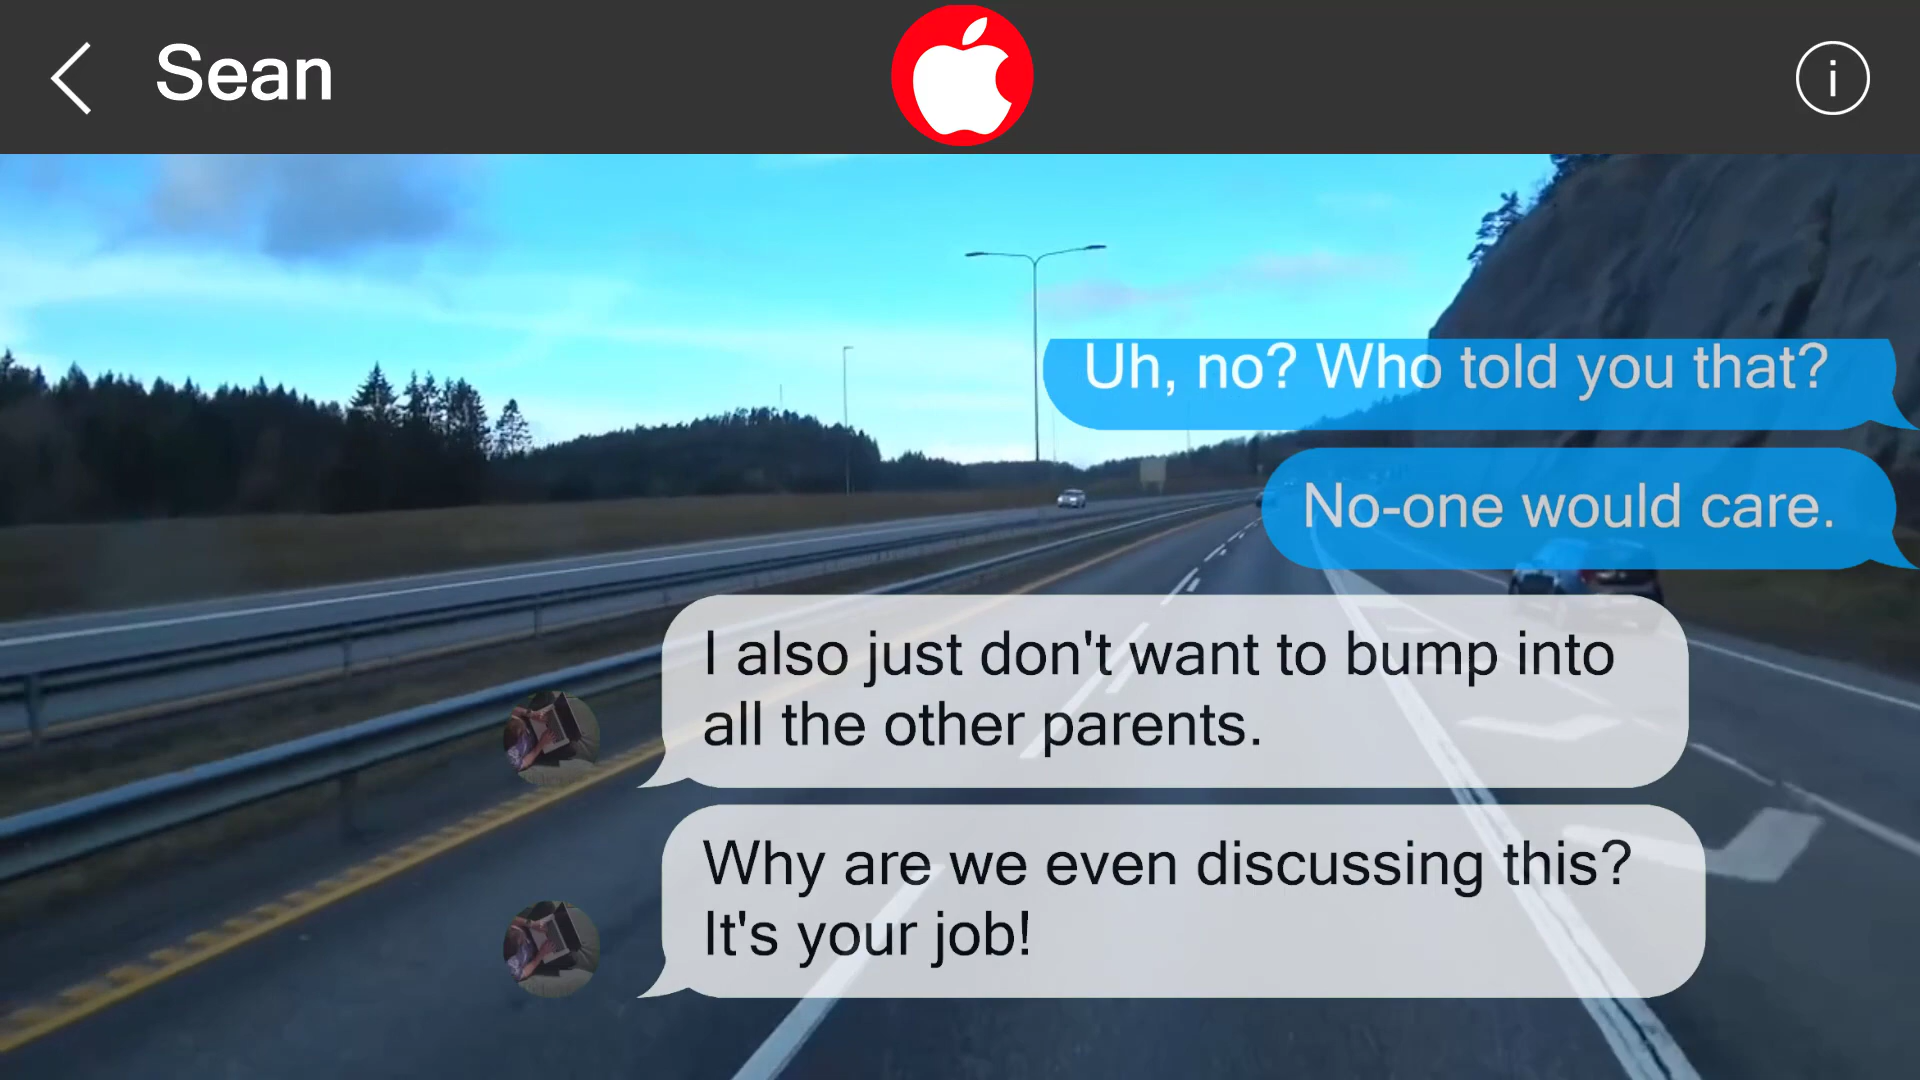 Sean
Uh, no? Who told you that?
No-one would care.
I also just don't want to bump into
all the other parents.
Why are we even discussing this?
It's your job!